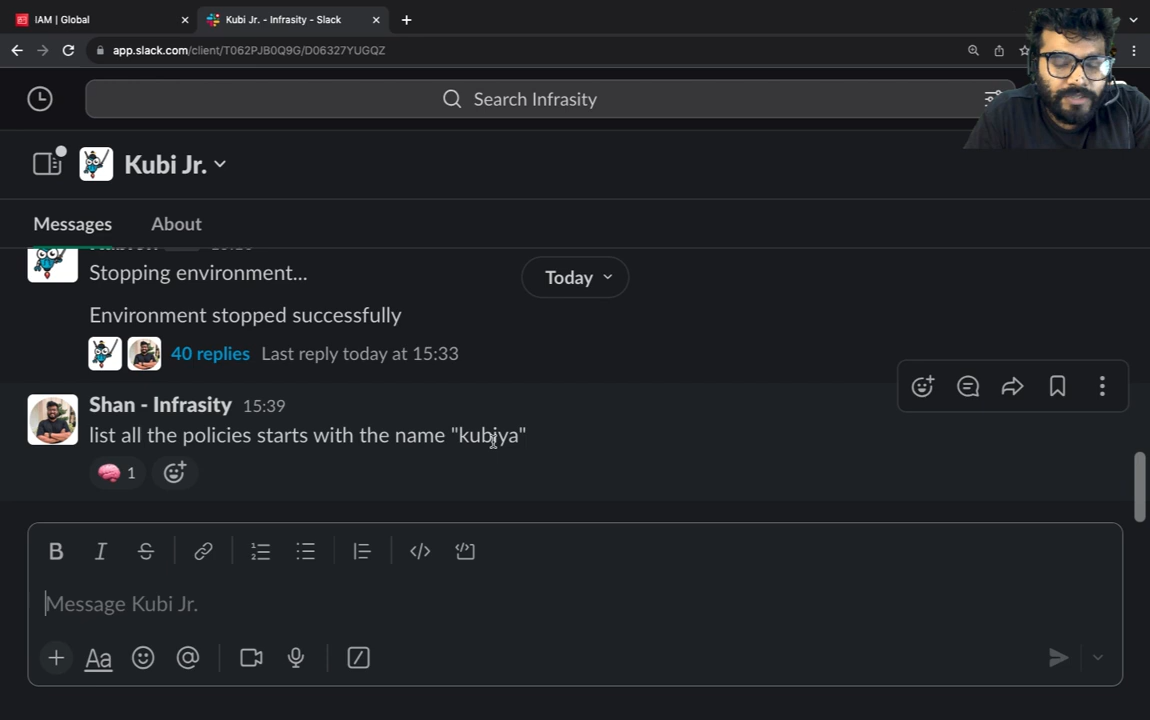 IAM | Global
Kubi Jr. - Infrasity - Slack
app.slack.com/client/T062PJB0Q9G/D06327YUGQZ
Search Infrasity
Kubi Jr.
Messages
About
Stopping environment...
Today
Environment stopped successfully
40 replies Last reply today at 15:33
Shan - Infrasity 15:39
list all the policies starts with the name "kubiya"
1
B I S
Message Kubi Jr.
Aa